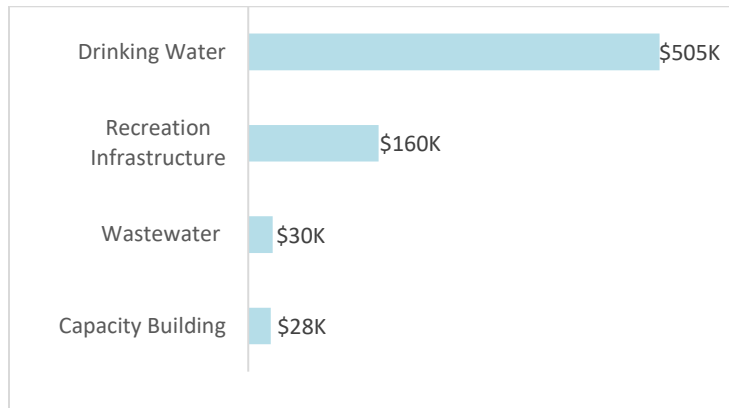 Drinking Water
$505K
Recreation
Infrastructure
$160K
Wastewater
$30K
Capacity Building
$28K